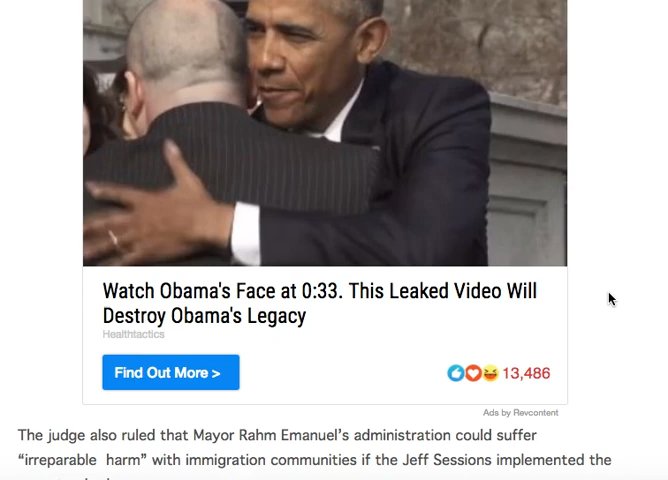 Watch Obama's Face at 0:33. This Leaked Video Will
Destroy Obama's Legacy
Healthtactics
Find Out More >
13,486
Ads by Revcontent
The judge also ruled that Mayor Rahm Emanuel’s administration could suffer
“irreparable  harm” with immigration communities if the Jeff Sessions implemented the